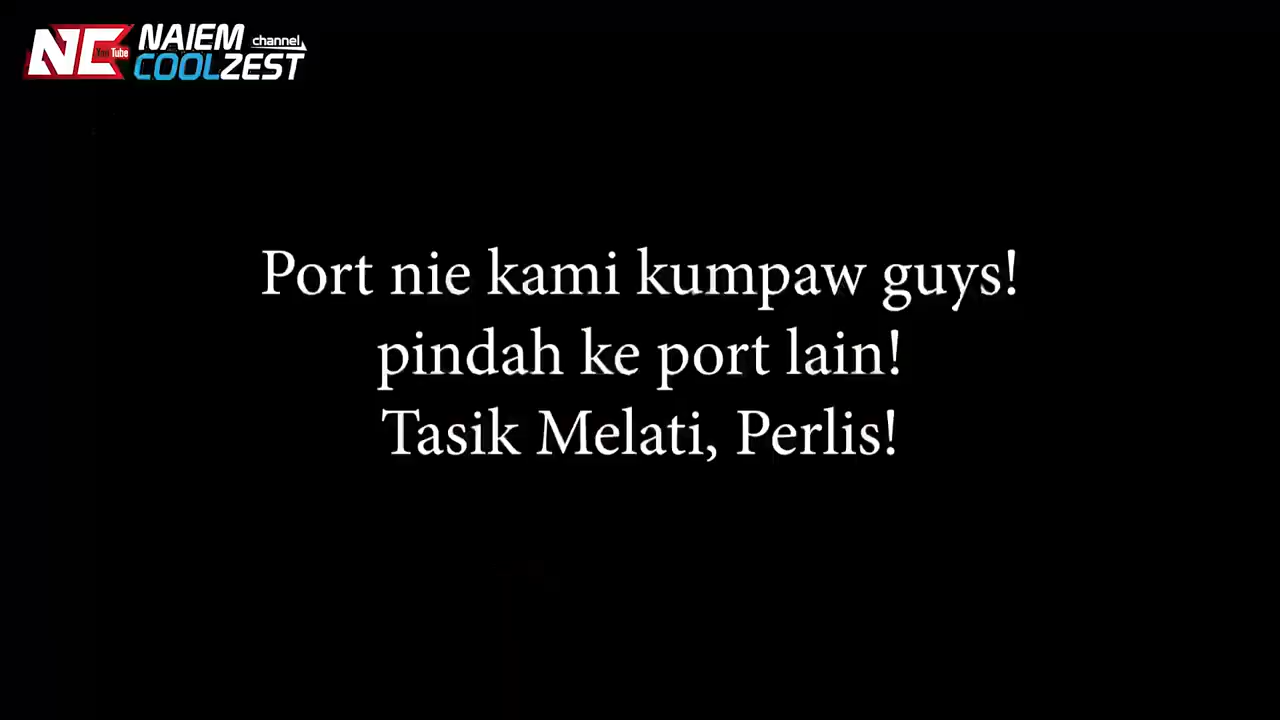 NC YouTube NAIEM channel
COOLZEST
Port nie kami kumpaw guys!
pindah ke port lain!
Tasik Melati, Perlis!